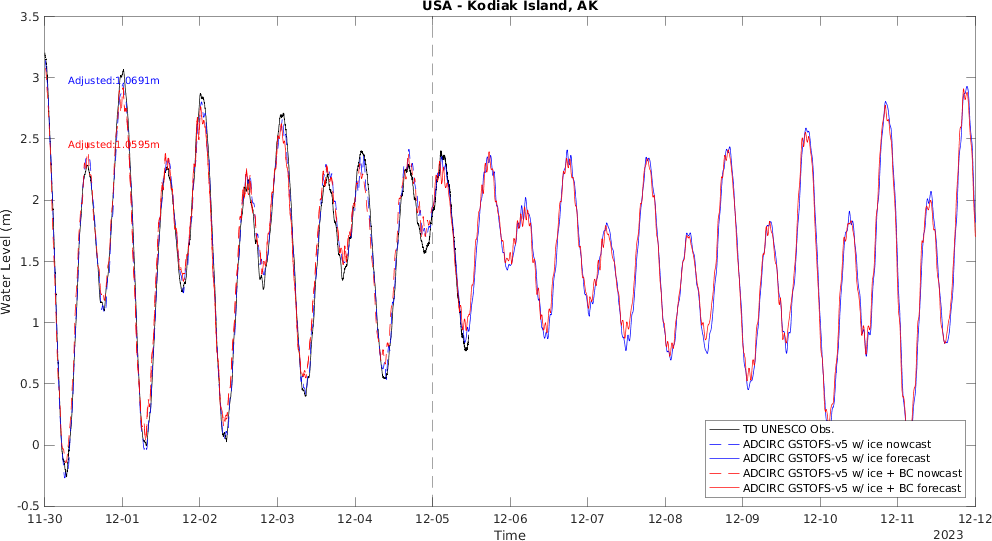 USA - Kodiak Island, AK
3.5
3
2.5
2
1.5
1
0.5
0
-0.5
Water Level (m)
Adjusted:1.0691m
Adjusted:1.0595m
TD UNESCO Obs.
ADCIRC GSTOFS-v5 w/ ice nowcast
ADCIRC GSTOFS-v5 w/ ice forecast
ADCIRC GSTOFS-v5 w/ ice + BC nowcast
ADCIRC GSTOFS-v5 w/ ice + BC forecast
11-30 12-01 12-02 12-03 12-04 12-05 12-06 12-07 12-08 12-09 12-10 12-11 12-12
Time
2023